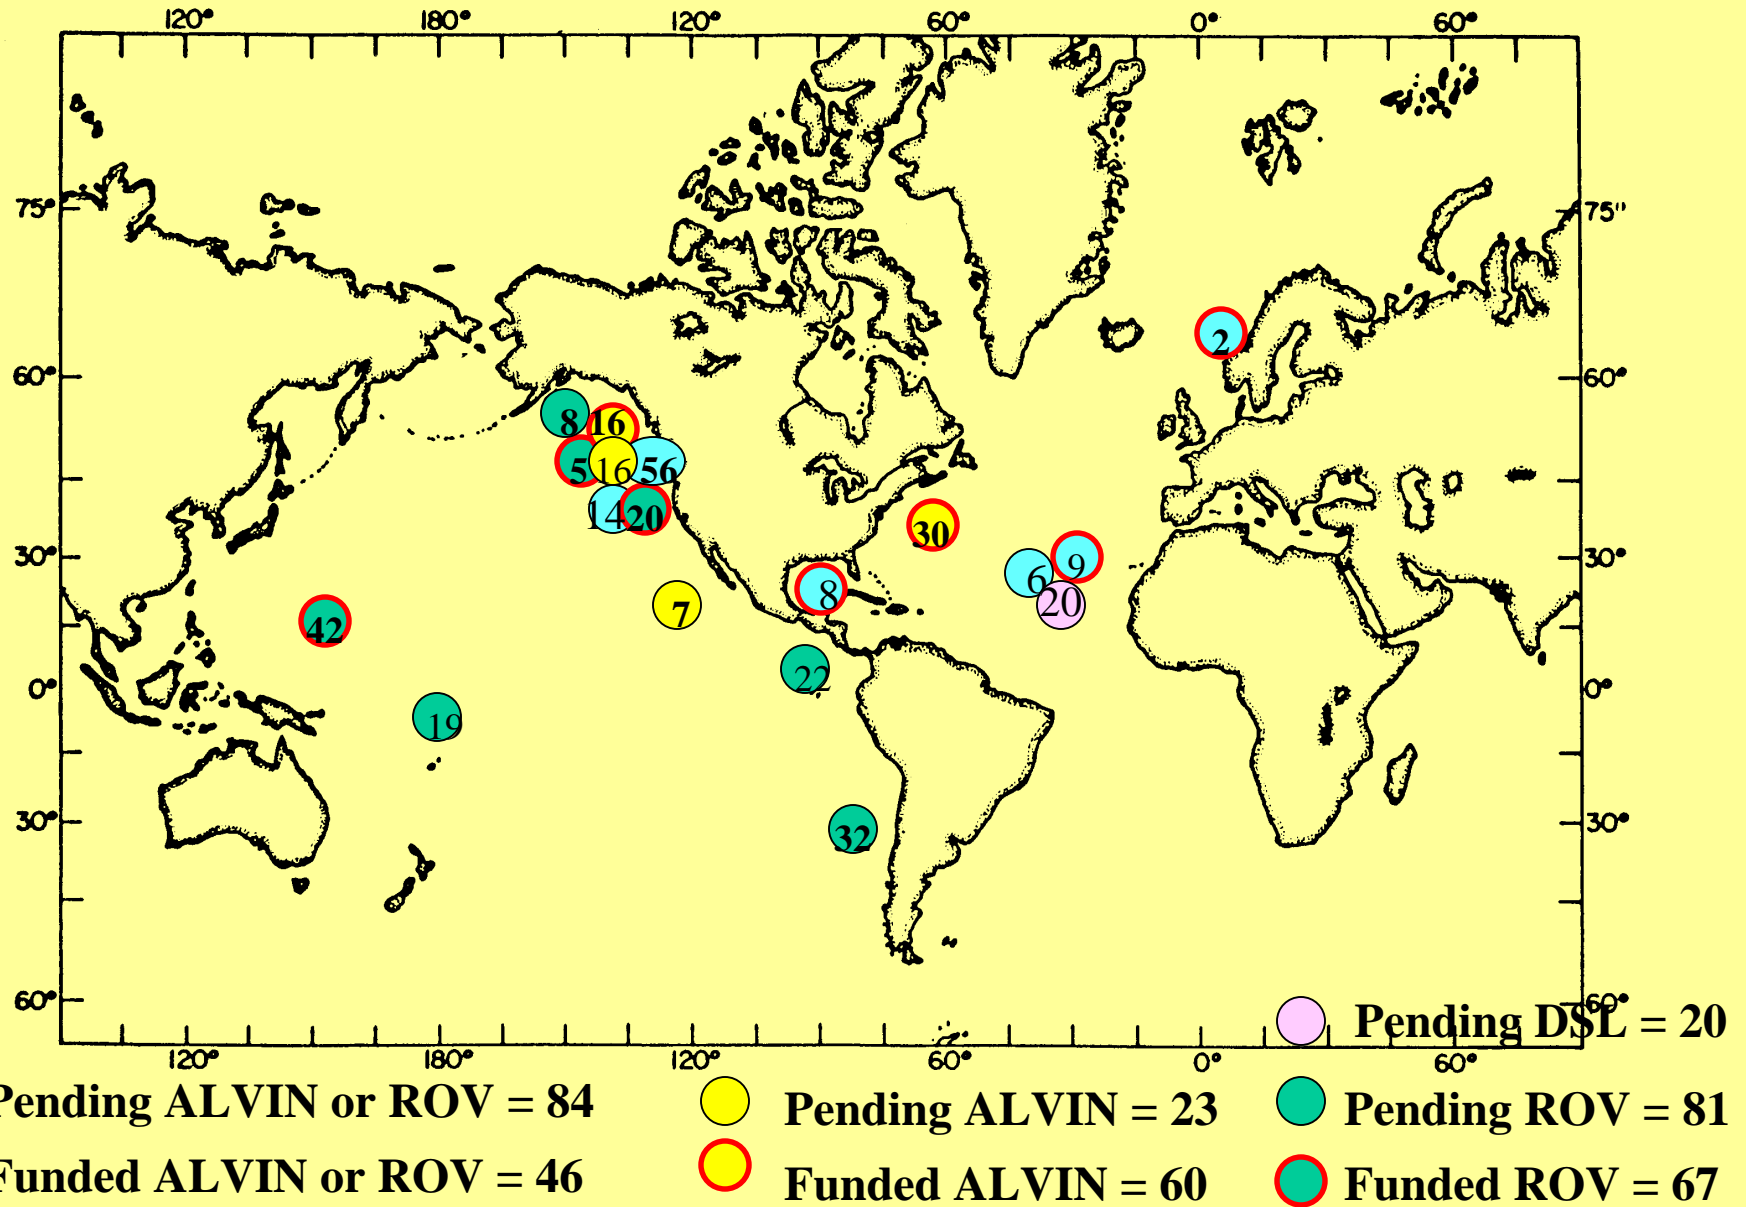 120° 180° 120° 60° 0° 60°
75° 75"
60° 60°
2
8 16
5 16 56
14 20
30
30° 30°
6 9
8 20
7
42
22
0° 0°
19
30° 30°
32
60° 60°
Pending DSL = 20
120° 180° 120° 60° 0° 60°
Pending ALVIN or ROV = 84 Pending ALVIN = 23 Pending ROV = 81
Funded ALVIN or ROV = 46 Funded ALVIN = 60 Funded ROV = 67